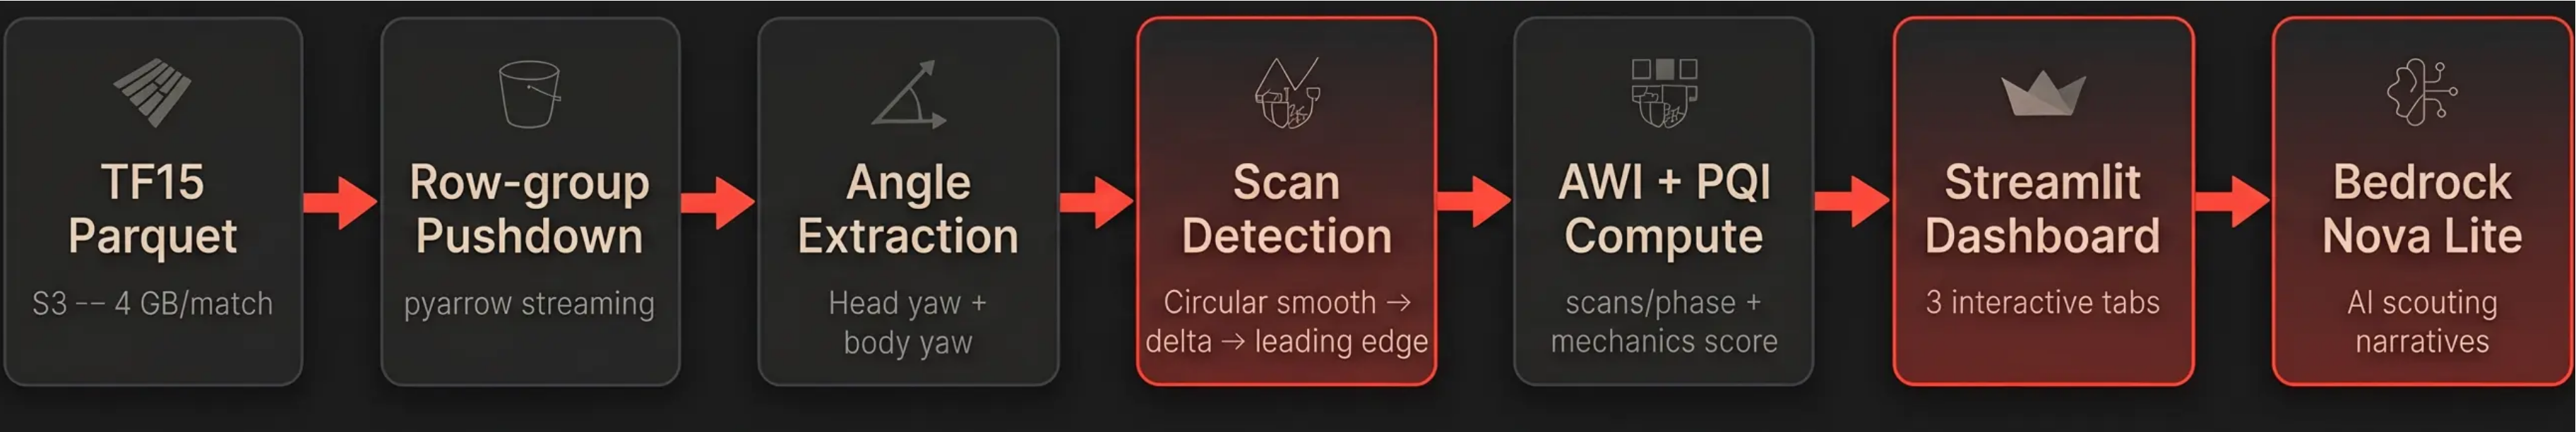 TF15
Parquet
S3 -- 4 GB/match
Row-group
Pushdown
pyarrow streaming
Angle
Extraction
Head yaw +
body yaw
Scan
Detection
Circular smooth →
delta → leading edge
AWI + PQI
Compute
scans/phase +
mechanics score
Streamlit
Dashboard
3 interactive tabs
Bedrock
Nova Lite
AI scouting
narratives